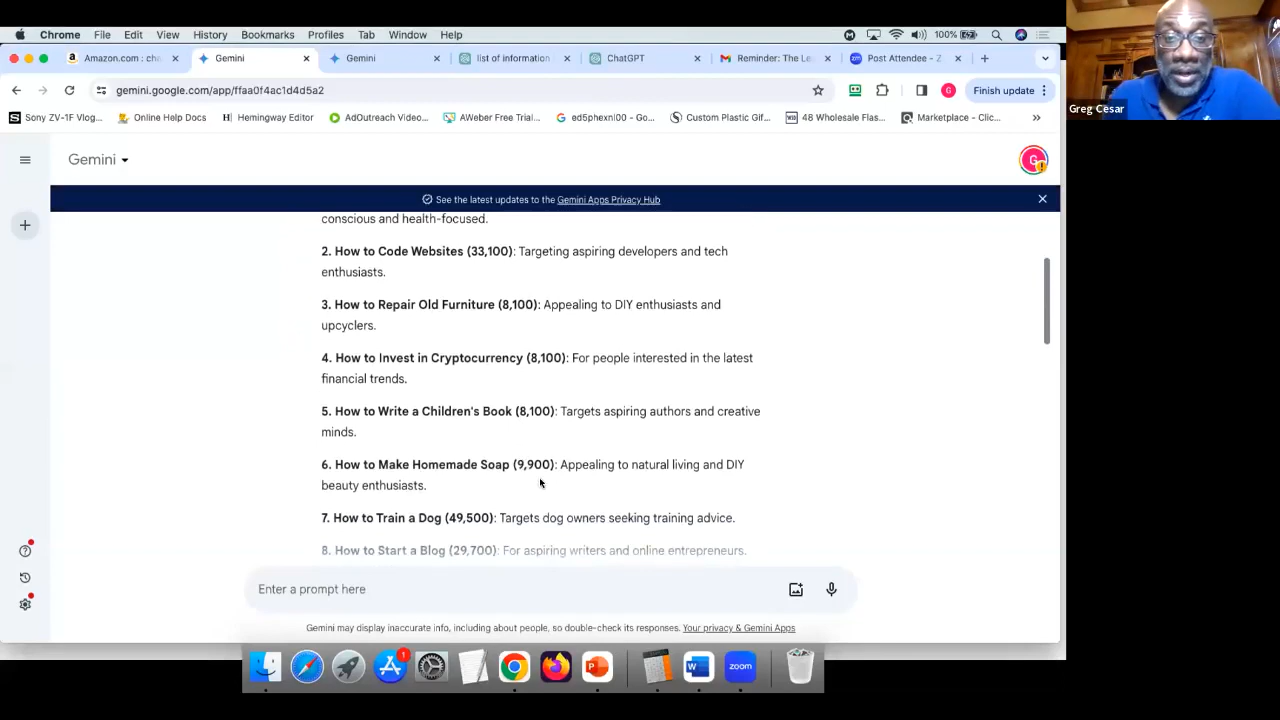 Chrome File Edit View History Bookmarks Profiles Tab Window Help 100%
Amazon.com : che Gemini Gemini list of information ChatGPT Reminder: The Le Post Attendee - Z
gemini.google.com/app/ffaa0f4ac1d4d5a2 G Finish update
Greg Cesar
Sony ZV-1F Vlog... Online Help Docs Hemingway Editor AdOutreach Video... AWeber Free Trial... ed5phexnl00 - Go... Custom Plastic Gif... 48 Wholesale Flas... Marketplace - Clic... »
Gemini
G
See the latest updates to the Gemini Apps Privacy Hub
conscious and health-focused.
2. How to Code Websites (33,100): Targeting aspiring developers and tech
enthusiasts.
3. How to Repair Old Furniture (8,100): Appealing to DIY enthusiasts and
upcyclers.
4. How to Invest in Cryptocurrency (8,100): For people interested in the latest
financial trends.
5. How to Write a Children's Book (8,100): Targets aspiring authors and creative
minds.
6. How to Make Homemade Soap (9,900): Appealing to natural living and DIY
beauty enthusiasts.
7. How to Train a Dog (49,500): Targets dog owners seeking training advice.
8. How to Start a Blog (29,700): For aspiring writers and online entrepreneurs.
Enter a prompt here
Gemini may display inaccurate info, including about people, so double-check its responses. Your privacy & Gemini Apps
1
W
zoom